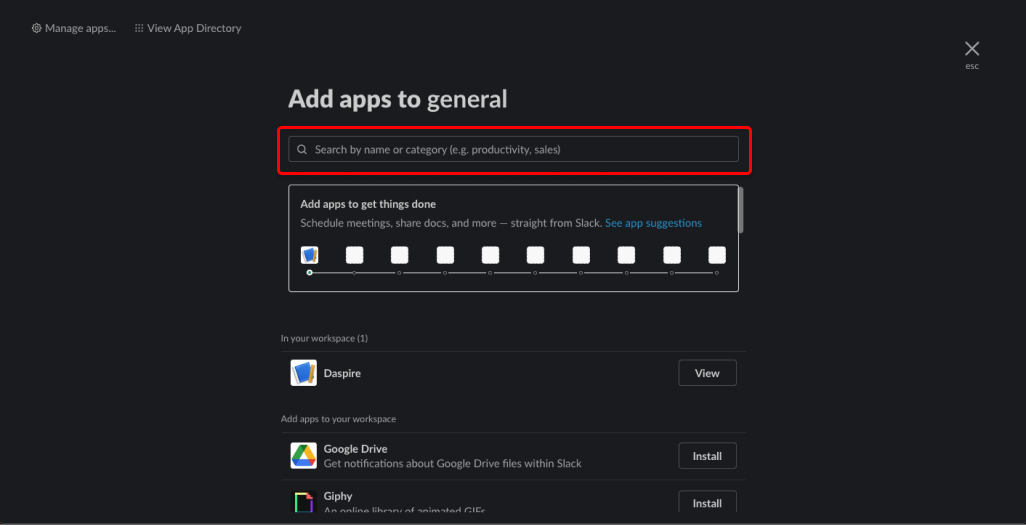 Manage apps...
View App Directory
esc
Add apps to general
Search by name or category (e.g. productivity, sales)
Add apps to get things done
Schedule meetings, share docs, and more — straight from Slack. See app suggestions
In your workspace (1)
Daspire
View
Add apps to your workspace
Google Drive
Get notifications about Google Drive files within Slack
Install
Giphy
An online library of animated GIFs
Install